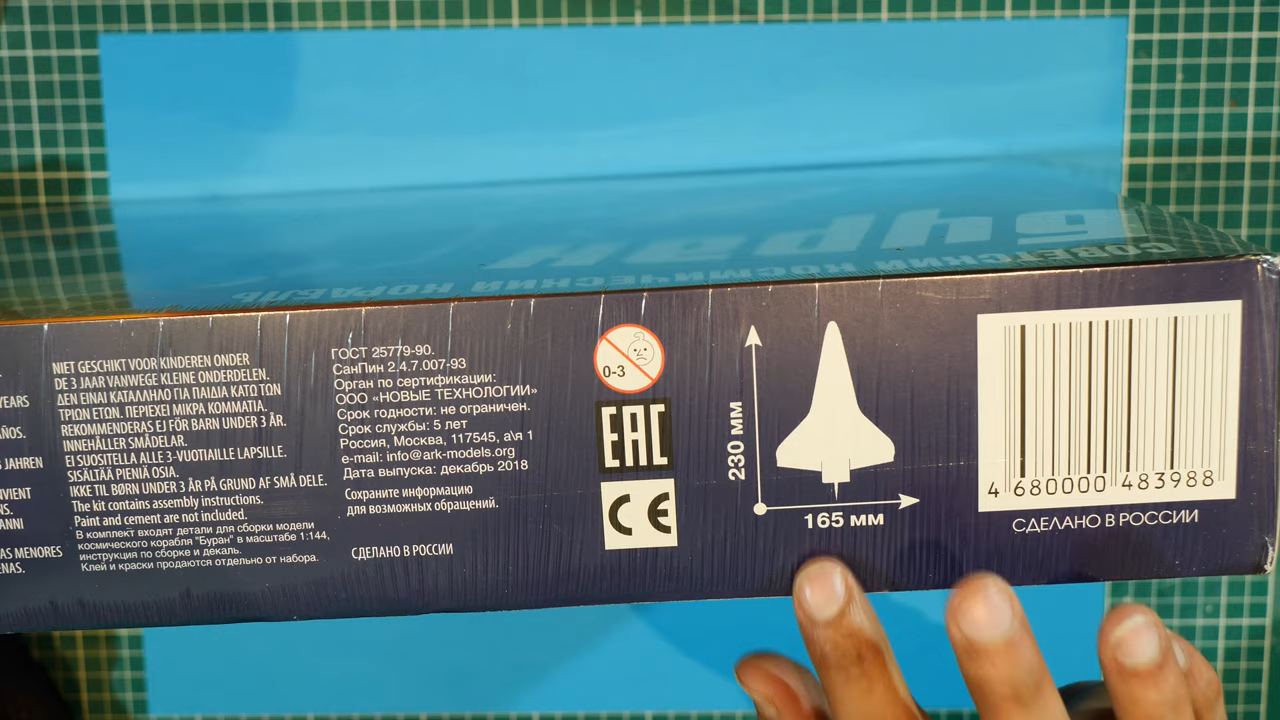 СОВЕТСКИЙ КОСМИЧЕСКИЙ КОРАБЛЬ
Буран
YEARS
AÑOS.
3 JAHREN
ANNI
AS MENORES
NIET GESCHIKT VOOR KINDEREN ONDER
DE 3 JAAR VANWEGE KLEINE ONDERDELEN.
ΔΕΝ ΕΙΝΑΙ ΚΑΤΑΛΛΗΛΟ ΓΙΑ ΠΑΙΔΙΑ ΚΑΤΩ ΤΩΝ
ΤΡΙΩΝ ΕΤΩΝ. ΠΕΡΙΕΧΕΙ ΜΙΚΡΑ ΚΟΜΜΑΤΙΑ.
REKOMMENDERAS EJ FÖR BARN UNDER 3 ÅR.
INNEHÅLLER SMÅDELAR.
EI SUOSITELLA ALLE 3-VUOTIAILLE LAPSILLE.
SISÄLTÄÄ PIENIÄ OSIA.
IKKE TIL BØRN UNDER 3 ÅR PÅ GRUND AF SMÅ DELE.
The kit contains assembly instructions.
Paint and cement are not included.
В комплект входят детали для сборки модели
космического корабля "Буран" в масштабе 1:144,
инструкция по сборке и декаль.
Клей и краски продаются отдельно от набора.
ГОСТ 25779-90.
СанПин 2.4.7.007-93
Орган по сертификации:
ООО «НОВЫЕ ТЕХНОЛОГИИ»
Срок годности: не ограничен.
Срок службы: 5 лет
Россия, Москва, 117545, а\я 1
e-mail: info@ark-models.org
Дата выпуска: декабрь 2018
Сохраните информацию
для возможных обращений.
СДЕЛАНО В РОССИИ
0-3
EAC
CE
230 мм
165 мм
4 680000 483988
СДЕЛАНО В РОССИИ